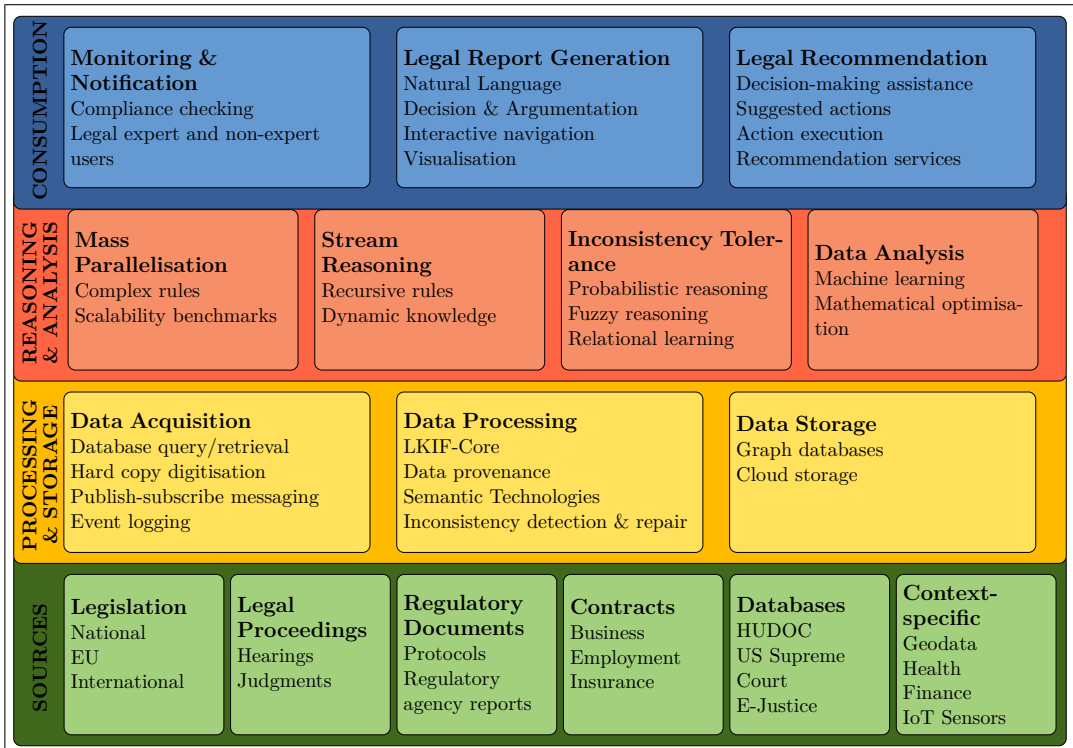 CONSUMPTION
Monitoring &
Notification
Compliance checking
Legal expert and non-expert
users
Legal Report Generation
Natural Language
Decision & Argumentation
Interactive navigation
Visualisation
Legal Recommendation
Decision-making assistance
Suggested actions
Action execution
Recommendation services
REASONING
& ANALYSIS
Mass
Parallelisation
Complex rules
Scalability benchmarks
Stream
Reasoning
Recursive rules
Dynamic knowledge
Inconsistency Toler-
ance
Probabilistic reasoning
Fuzzy reasoning
Relational learning
Data Analysis
Machine learning
Mathematical optimisa-
tion
PROCESSING
& STORAGE
Data Acquisition
Database query/retrieval
Hard copy digitisation
Publish-subscribe messaging
Event logging
Data Processing
LKIF-Core
Data provenance
Semantic Technologies
Inconsistency detection & repair
Data Storage
Graph databases
Cloud storage
SOURCES
Legislation
National
EU
International
Legal
Proceedings
Hearings
Judgments
Regulatory
Documents
Protocols
Regulatory
agency reports
Contracts
Business
Employment
Insurance
Databases
HUDOC
US Supreme
Court
E-Justice
Context-
specific
Geodata
Health
Finance
IoT Sensors